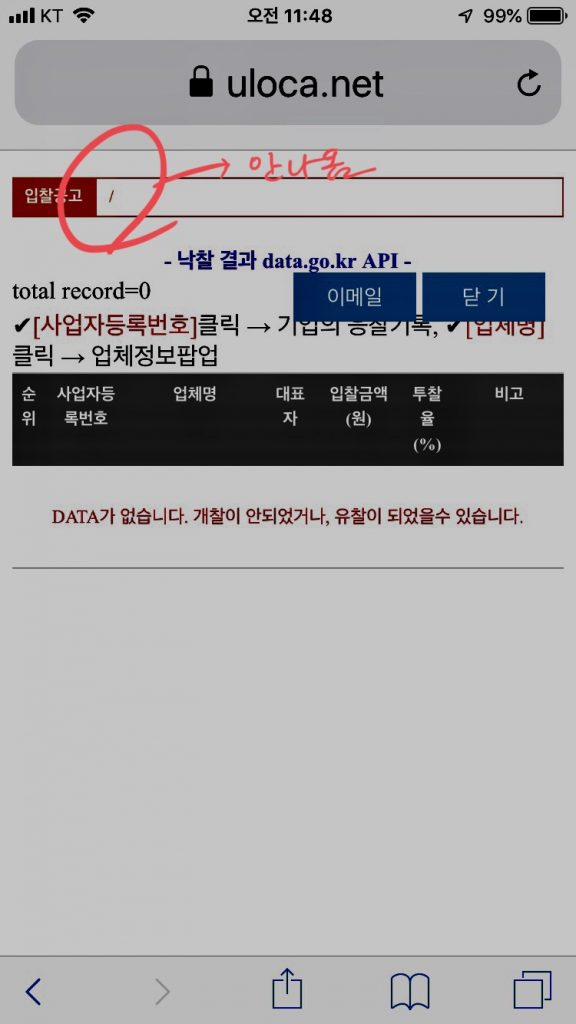 KT 오전 11:48 99%
uloca.net
안나옴
입찰공고 /
- 낙찰 결과 data.go.kr API -
total record=0
이메일 닫 기
✔[사업자등록번호]클릭 → 기업의 응찰기록, ✔[업체명]
클릭 → 업체정보팝업
순위 사업자등록번호 업체명 대표자 입찰금액(원) 투찰율(%) 비고
DATA가 없습니다. 개찰이 안되었거나, 유찰이 되었을수 있습니다.